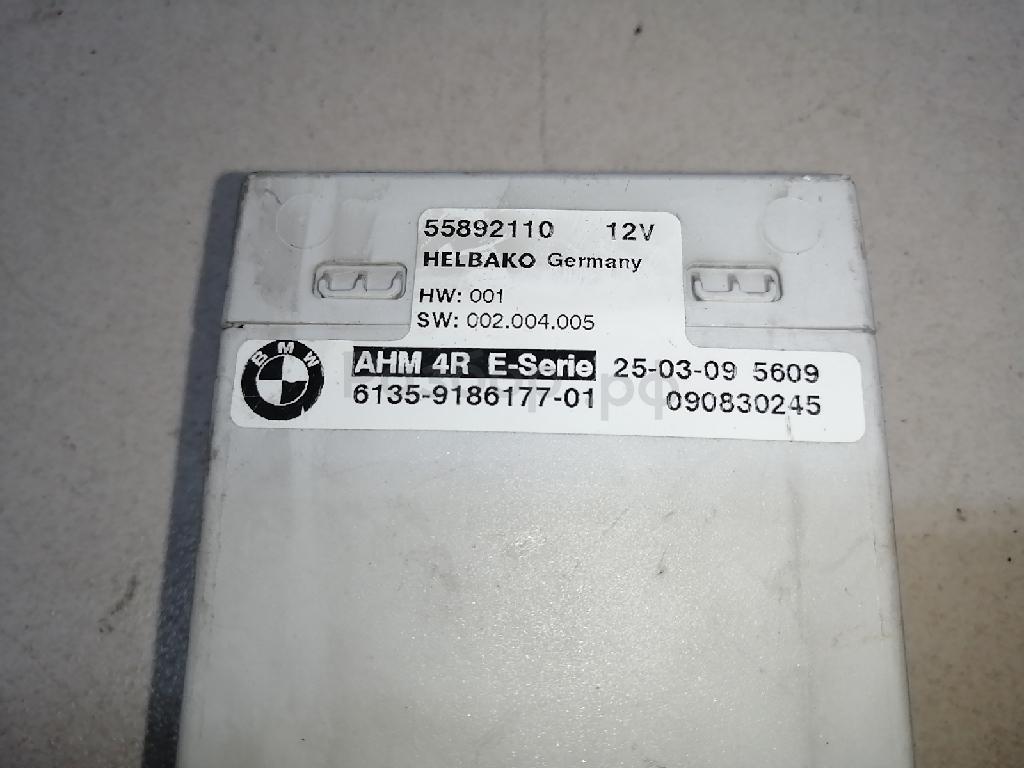 55892110 12V
HELBAKO Germany
HW: 001
SW: 002.004.005
BMW
AHM 4R E-Serie 25-03-09 5609
6135-9186177-01 090830245